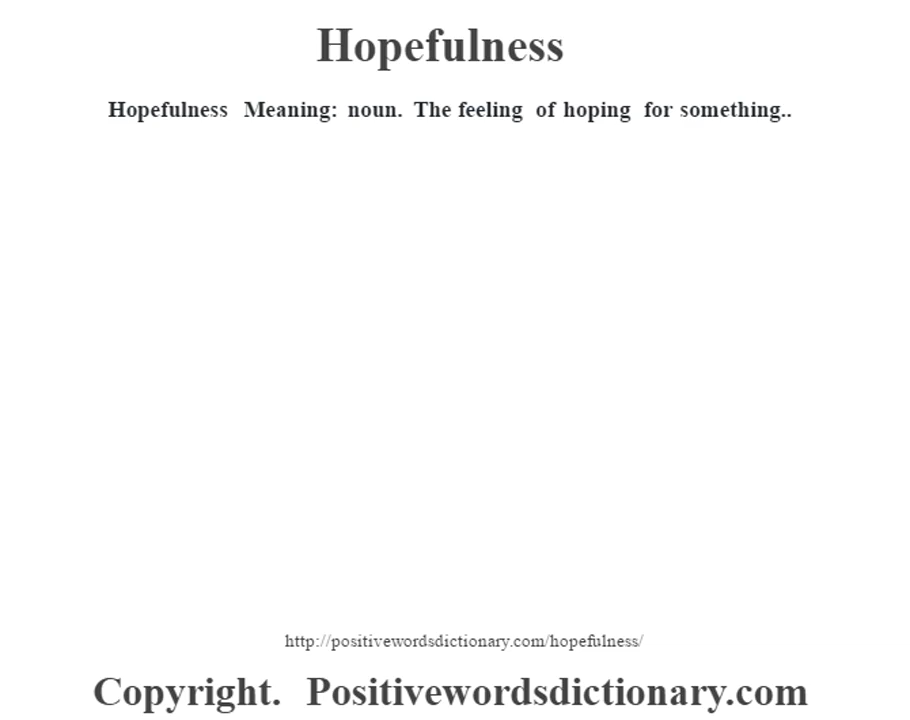 Hopefulness
Hopefulness Meaning: noun. The feeling of hoping for something..
http://positivewordsdictionary.com/hopefulness/
Copyright. Positivewordsdictionary.com